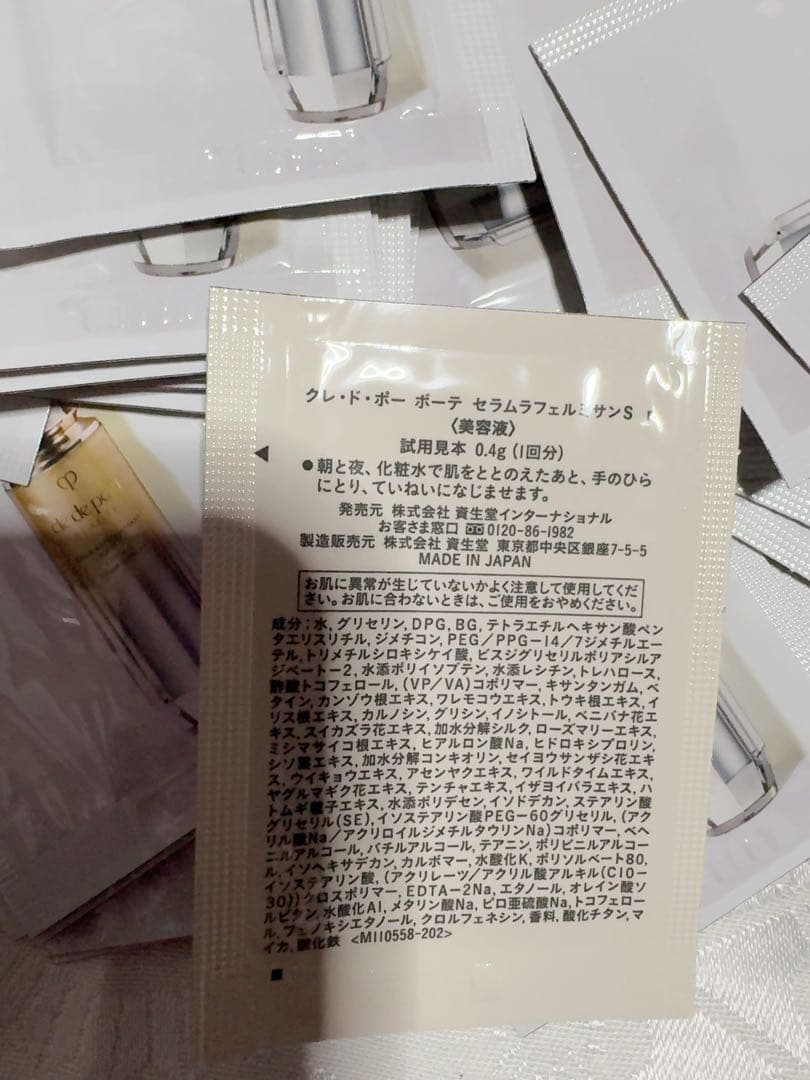 クレ・ド・ポー ボーテ セラムラフェルミサンS r
〈美容液〉
試用見本 0.4g (1回分)
●朝と夜、化粧水で肌をととのえたあと、手のひら
にとり、ていねいになじませます。
発売元 株式会社 資生堂インターナショナル
お客さま窓口 0120-86-1982
製造販売元 株式会社 資生堂 東京都中央区銀座7-5-5
MADE IN JAPAN
お肌に異常が生じていないかよく注意して使用してくだ
さい。お肌に合わないときは、ご使用をおやめください。
成分：水, グリセリン, DPG, BG, テトラエチルヘキサン酸ペン
タエリスリチル, ジメチコン, PEG／PPG-14／7ジメチルエー
テル, トリメチルシロキシケイ酸, ビスジグリセリルポリアシルア
ジペート-2, 水添ポリイソブテン, 水添レシチン, トレハロース,
酢酸トコフェロール, (VP／VA)コポリマー, キサンタンガム, ベ
タイン, カンゾウ根エキス, ワレモコウエキス, トウキ根エキス, イ
リス根エキス, カルノシン, グリシン, イノシトール, ベニバナ花エ
キス, スイカズラ花エキス, 加水分解シルク, ローズマリーエキス,
ミシマサイコ根エキス, ヒアルロン酸Na, ヒドロキシプロリン,
シソ葉エキス, 加水分解コンキオリン, セイヨウサンザシ花エキ
ス, ウイキョウエキス, アセンヤクエキス, ワイルドタイムエキス,
ヤグルマギク花エキス, テンチャエキス, イザヨイバラエキス, ハ
トムギ種子エキス, 水添ポリデセン, イソドデカン, ステアリン酸
グリセリル(SE), イソステアリン酸PEG-60グリセリル, (アク
リル酸Na／アクリロイルジメチルタウリンNa)コポリマー, ベヘ
ニルアルコール, バチルアルコール, テアニン, ポリビニルアルコー
ル, イソヘキサデカン, カルボマー, 水酸化K, ポリソルベート80,
イソステアリン酸, (アクリレーツ／アクリル酸アルキル(C10-
30))クロスポリマー, EDTA-2Na, エタノール, オレイン酸ソ
ルビタン, 水酸化Al, メタリン酸Na, ピロ亜硫酸Na, トコフェロー
ル, フェノキシエタノール, クロルフェネシン, 香料, 酸化チタン, マ
イカ, 酸化鉄 <M110558-202>
clé de po